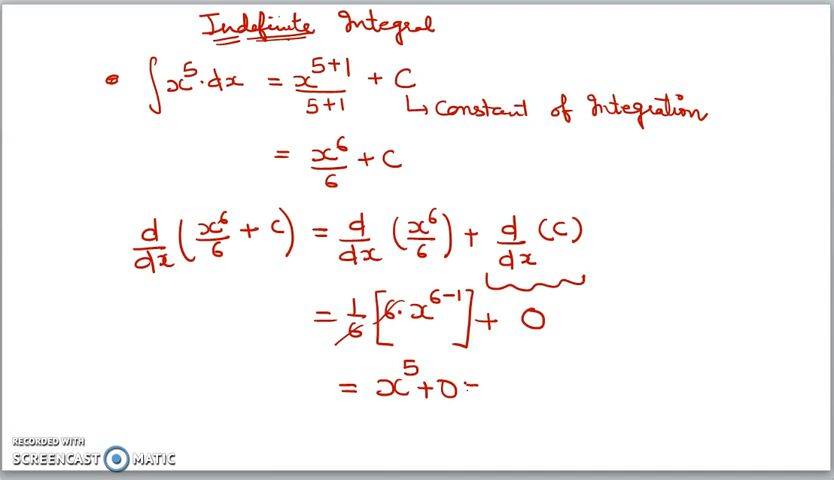 Indefinite Integral
• ∫x⁵·dx = x⁵⁺¹/5+1 + C
↳ Constant of Integration
= x⁶/6 + C
d/dx (x⁶/6 + C) = d/dx (x⁶/6) + d/dx (C)
= 1/6 [6·x⁶⁻¹] + 0
= x⁵ + 0 =
RECORDED WITH
SCREENCAST MATIC